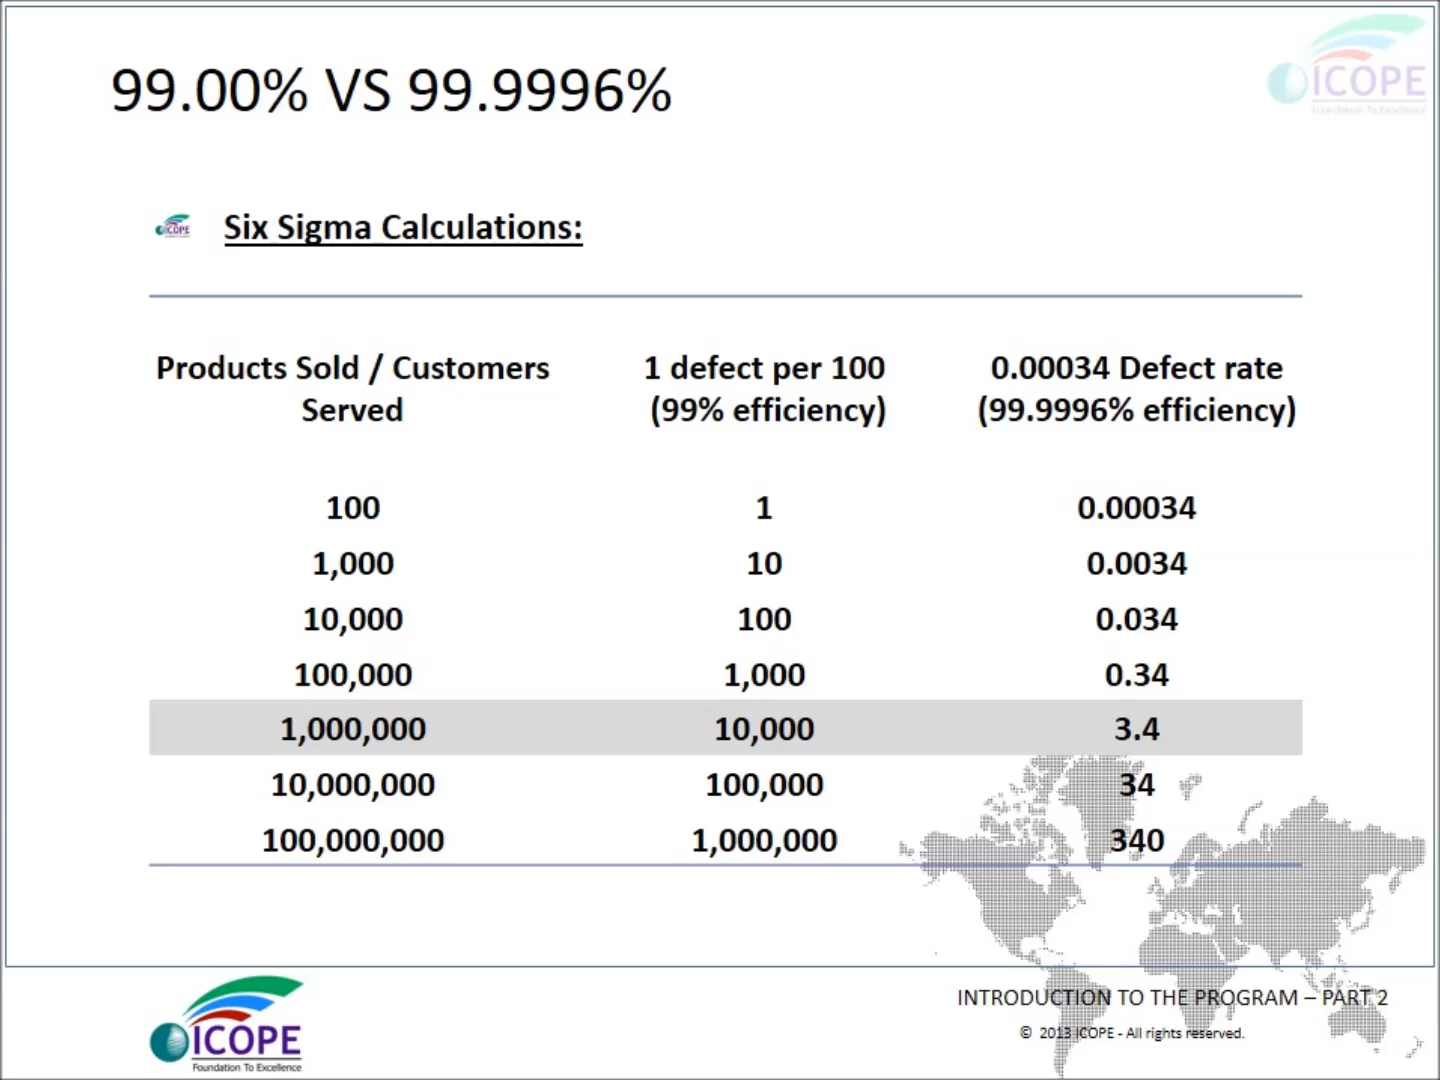 99.00% VS 99.9996%
ICOPE
Foundation To Excellence
ICOPE
Six Sigma Calculations:
Products Sold / Customers Served
1 defect per 100 (99% efficiency)
0.00034 Defect rate (99.9996% efficiency)
100 1 0.00034
1,000 10 0.0034
10,000 100 0.034
100,000 1,000 0.34
1,000,000 10,000 3.4
10,000,000 100,000 34
100,000,000 1,000,000 340
ICOPE
Foundation To Excellence
INTRODUCTION TO THE PROGRAM – PART 2
© 2013 ICOPE - All rights reserved.